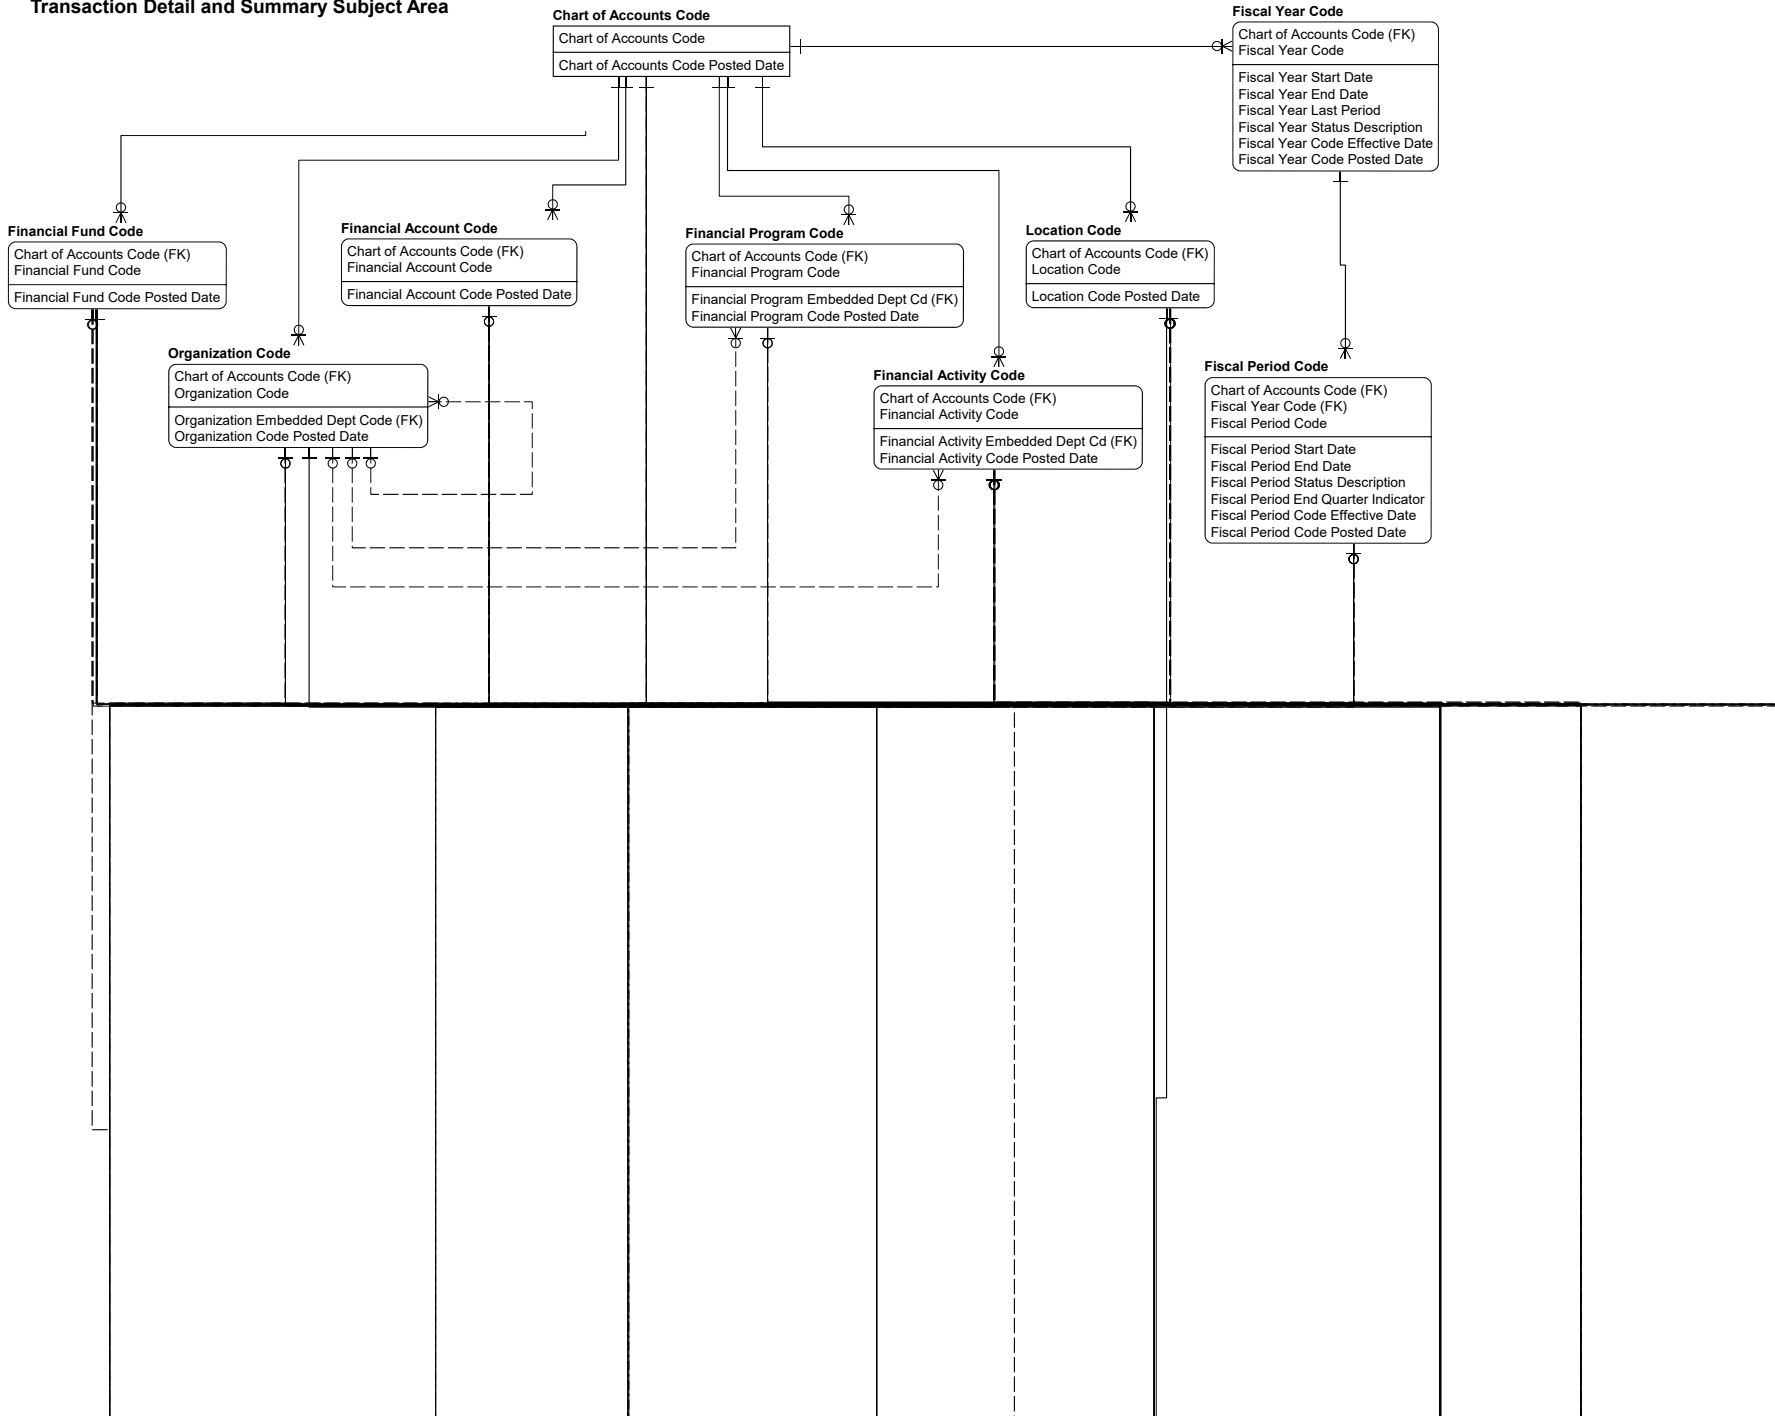 Transaction Detail and Summary Subject Area
Chart of Accounts Code
Chart of Accounts Code
Chart of Accounts Code Posted Date
Fiscal Year Code
Chart of Accounts Code (FK)
Fiscal Year Code
Fiscal Year Start Date
Fiscal Year End Date
Fiscal Year Last Period
Fiscal Year Status Description
Fiscal Year Code Effective Date
Fiscal Year Code Posted Date
Financial Fund Code
Chart of Accounts Code (FK)
Financial Fund Code
Financial Fund Code Posted Date
Financial Account Code
Chart of Accounts Code (FK)
Financial Account Code
Financial Account Code Posted Date
Financial Program Code
Chart of Accounts Code (FK)
Financial Program Code
Financial Program Embedded Dept Cd (FK)
Financial Program Code Posted Date
Location Code
Chart of Accounts Code (FK)
Location Code
Location Code Posted Date
Organization Code
Chart of Accounts Code (FK)
Organization Code
Organization Embedded Dept Code (FK)
Organization Code Posted Date
Financial Activity Code
Chart of Accounts Code (FK)
Financial Activity Code
Financial Activity Embedded Dept Cd (FK)
Financial Activity Code Posted Date
Fiscal Period Code
Chart of Accounts Code (FK)
Fiscal Year Code (FK)
Fiscal Period Code
Fiscal Period Start Date
Fiscal Period End Date
Fiscal Period Status Description
Fiscal Period End Quarter Indicator
Fiscal Period Code Effective Date
Fiscal Period Code Posted Date